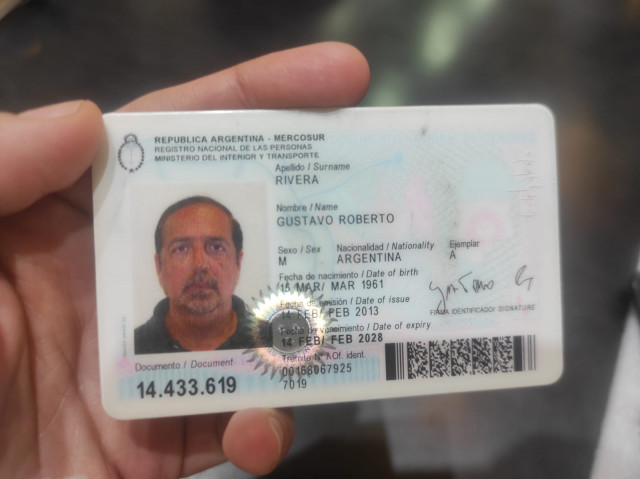 REPUBLICA ARGENTINA - MERCOSUR
REGISTRO NACIONAL DE LAS PERSONAS
MINISTERIO DEL INTERIOR Y TRANSPORTE
Apellido / Surname
RIVERA
Nombre / Name
GUSTAVO ROBERTO
Sexo / Sex Nacionalidad / Nationality Ejemplar
M ARGENTINA A
Fecha de nacimiento / Date of birth
15 MAR/ MAR 1961
Fecha de emisión / Date of issue
14 FEB/ FEB 2013
FIRMA IDENTIFICADO/ SIGNATURE
Fecha de vencimiento / Date of expiry
14 FEB/ FEB 2028
Trámite N° / Of. ident.
00168067925
7019
Documento / Document
14.433.619